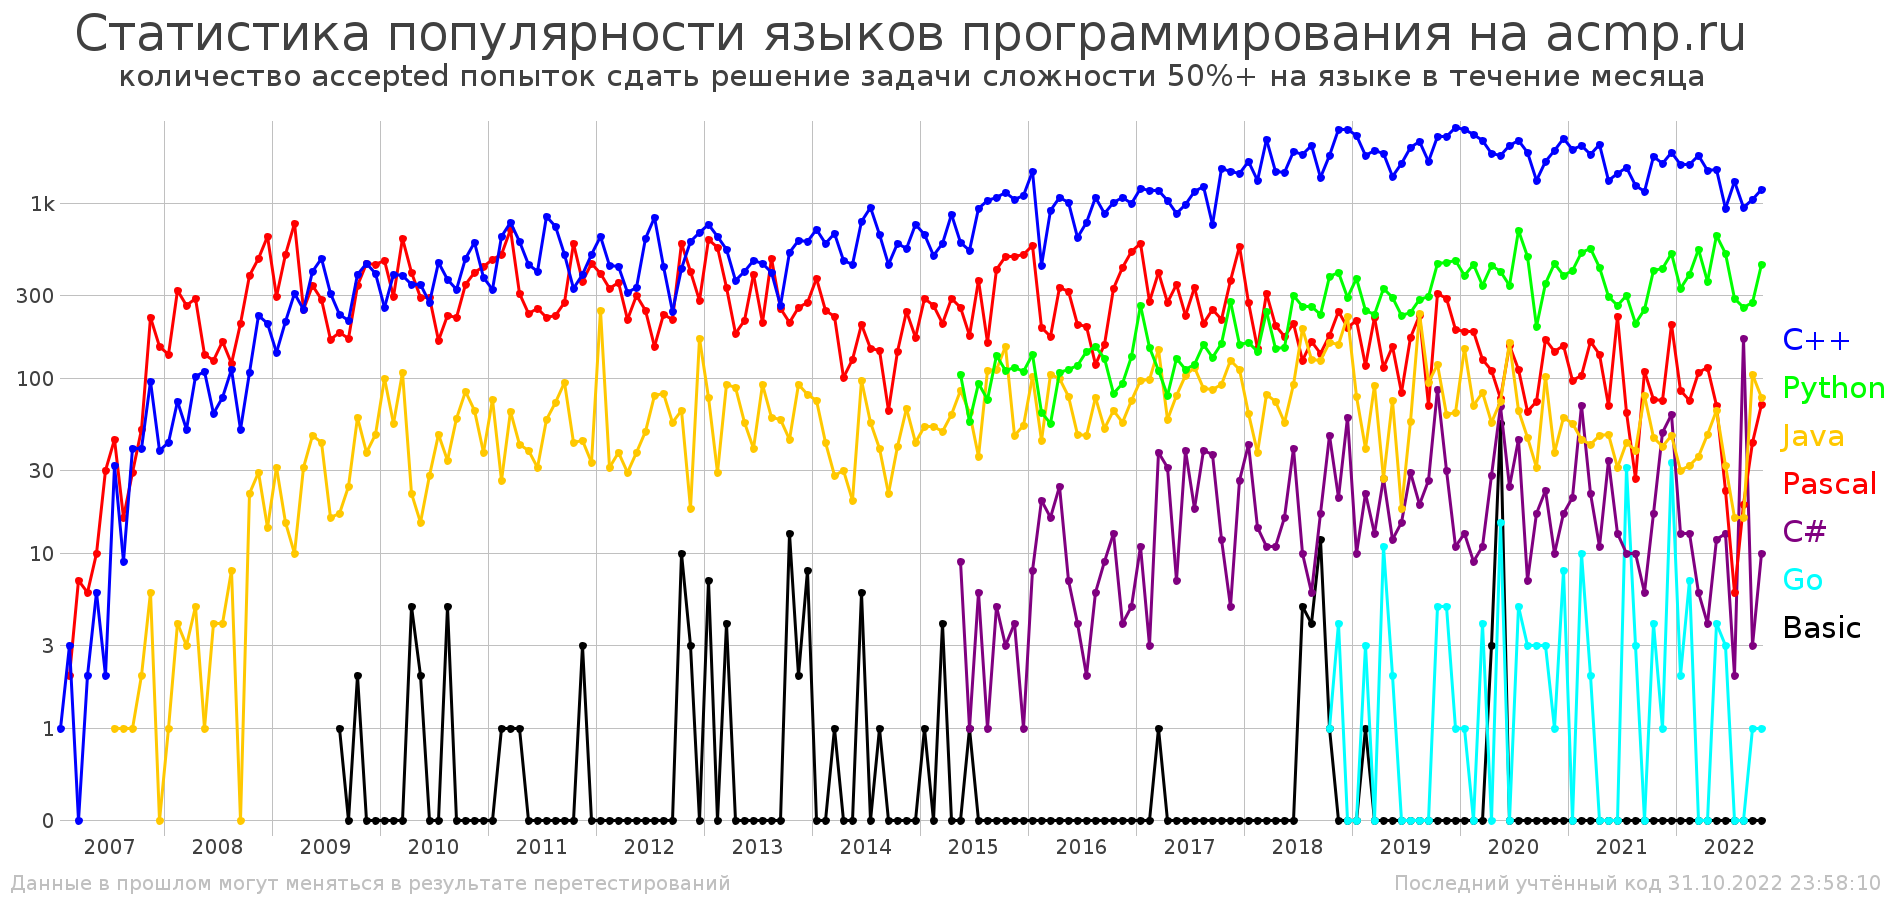 Статистика популярности языков программирования на acmp.ru
количество accepted попыток сдать решение задачи сложности 50%+ на языке в течение месяца
1k
300
100
30
10
3
1
0
C++
Python
Java
Pascal
C#
Go
Basic
2007 2008 2009 2010 2011 2012 2013 2014 2015 2016 2017 2018 2019 2020 2021 2022
Данные в прошлом могут меняться в результате перетестирований
Последний учтённый код 31.10.2022 23:58:10